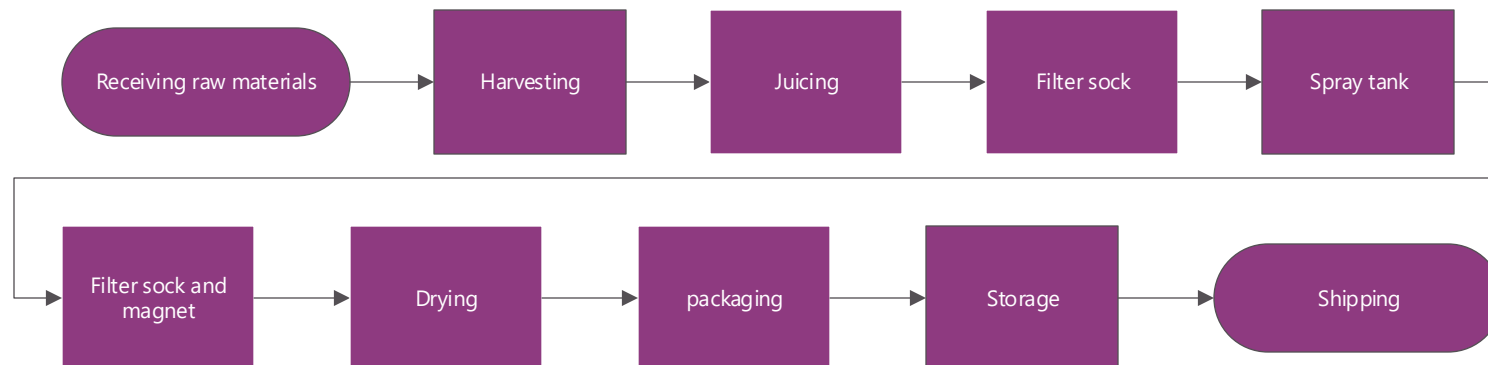 Receiving raw materials
Harvesting
Juicing
Filter sock
Spray tank
Filter sock and
magnet
Drying
packaging
Storage
Shipping